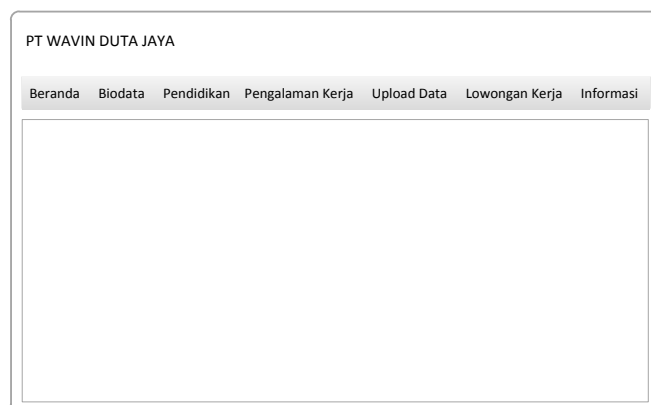 PT WAVIN DUTA JAYA
Beranda Biodata Pendidikan Pengalaman Kerja Upload Data Lowongan Kerja Informasi